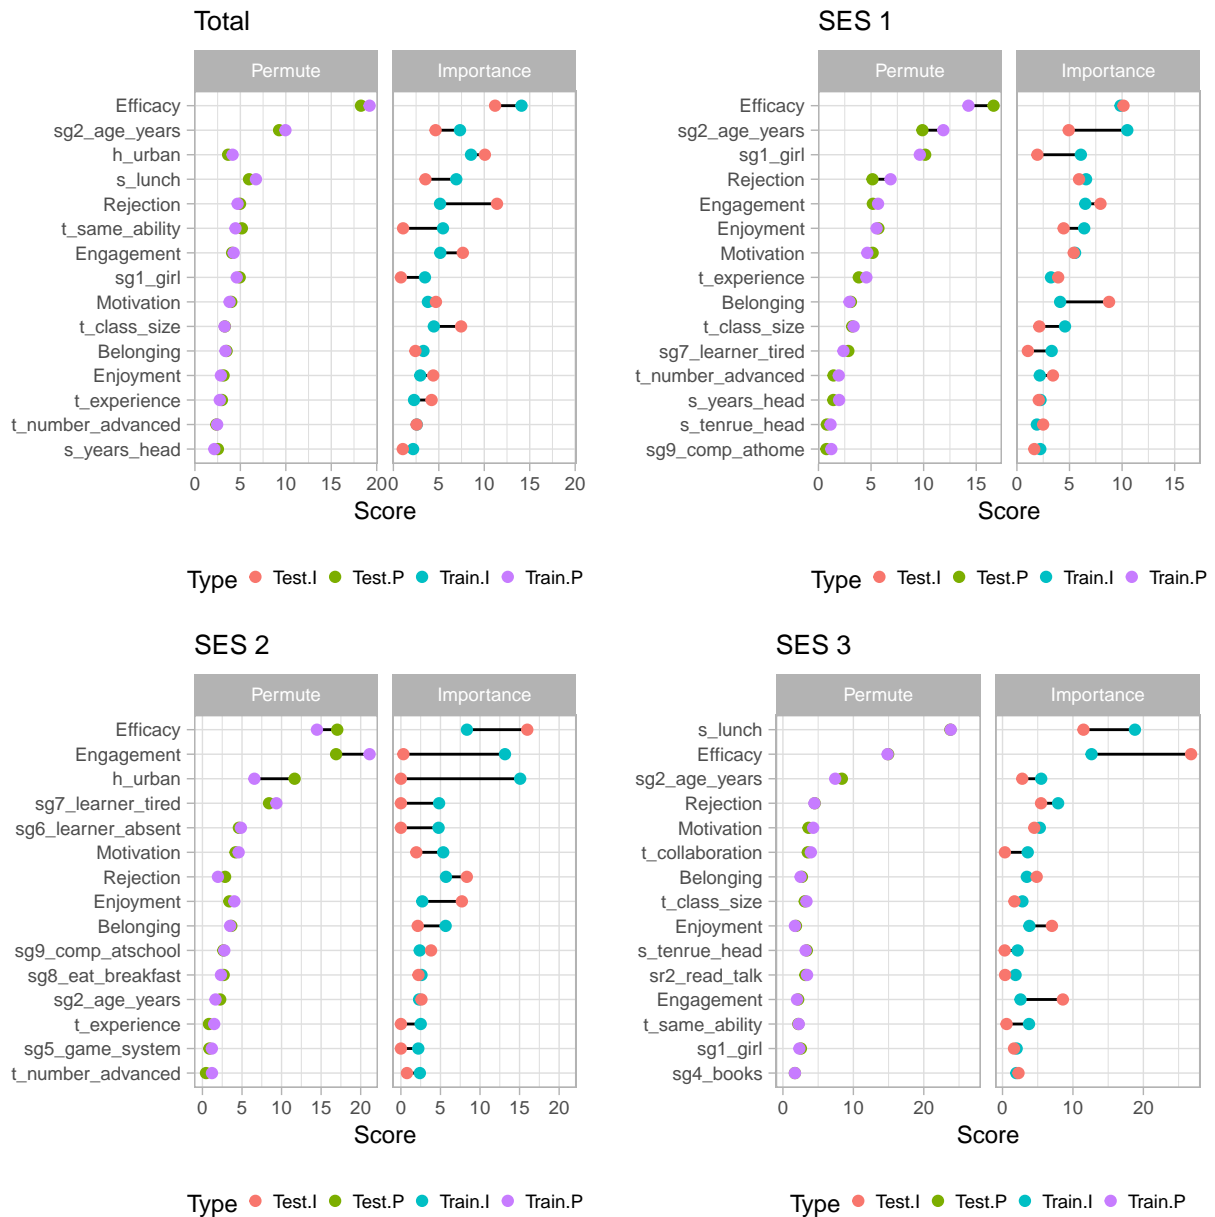 Total
Permute Importance
Efficacy
sg2_age_years
h_urban
s_lunch
Rejection
t_same_ability
Engagement
sg1_girl
Motivation
t_class_size
Belonging
Enjoyment
t_experience
t_number_advanced
s_years_head
0 5 10 15 20 0 5 10 15 20
Score
Type Test.I Test.P Train.I Train.P
SES 1
Permute Importance
Efficacy
sg2_age_years
sg1_girl
Rejection
Engagement
Enjoyment
Motivation
t_experience
Belonging
t_class_size
sg7_learner_tired
t_number_advanced
s_years_head
s_tenrue_head
sg9_comp_athome
0 5 10 15 0 5 10 15
Score
Type Test.I Test.P Train.I Train.P
SES 2
Permute Importance
Efficacy
Engagement
h_urban
sg7_learner_tired
sg6_learner_absent
Motivation
Rejection
Enjoyment
Belonging
sg9_comp_atschool
sg8_eat_breakfast
sg2_age_years
t_experience
sg5_game_system
t_number_advanced
0 5 10 15 20 0 5 10 15 20
Score
Type Test.I Test.P Train.I Train.P
SES 3
Permute Importance
s_lunch
Efficacy
sg2_age_years
Rejection
Motivation
t_collaboration
Belonging
t_class_size
Enjoyment
s_tenrue_head
sr2_read_talk
Engagement
t_same_ability
sg1_girl
sg4_books
0 10 20 0 10 20
Score
Type Test.I Test.P Train.I Train.P